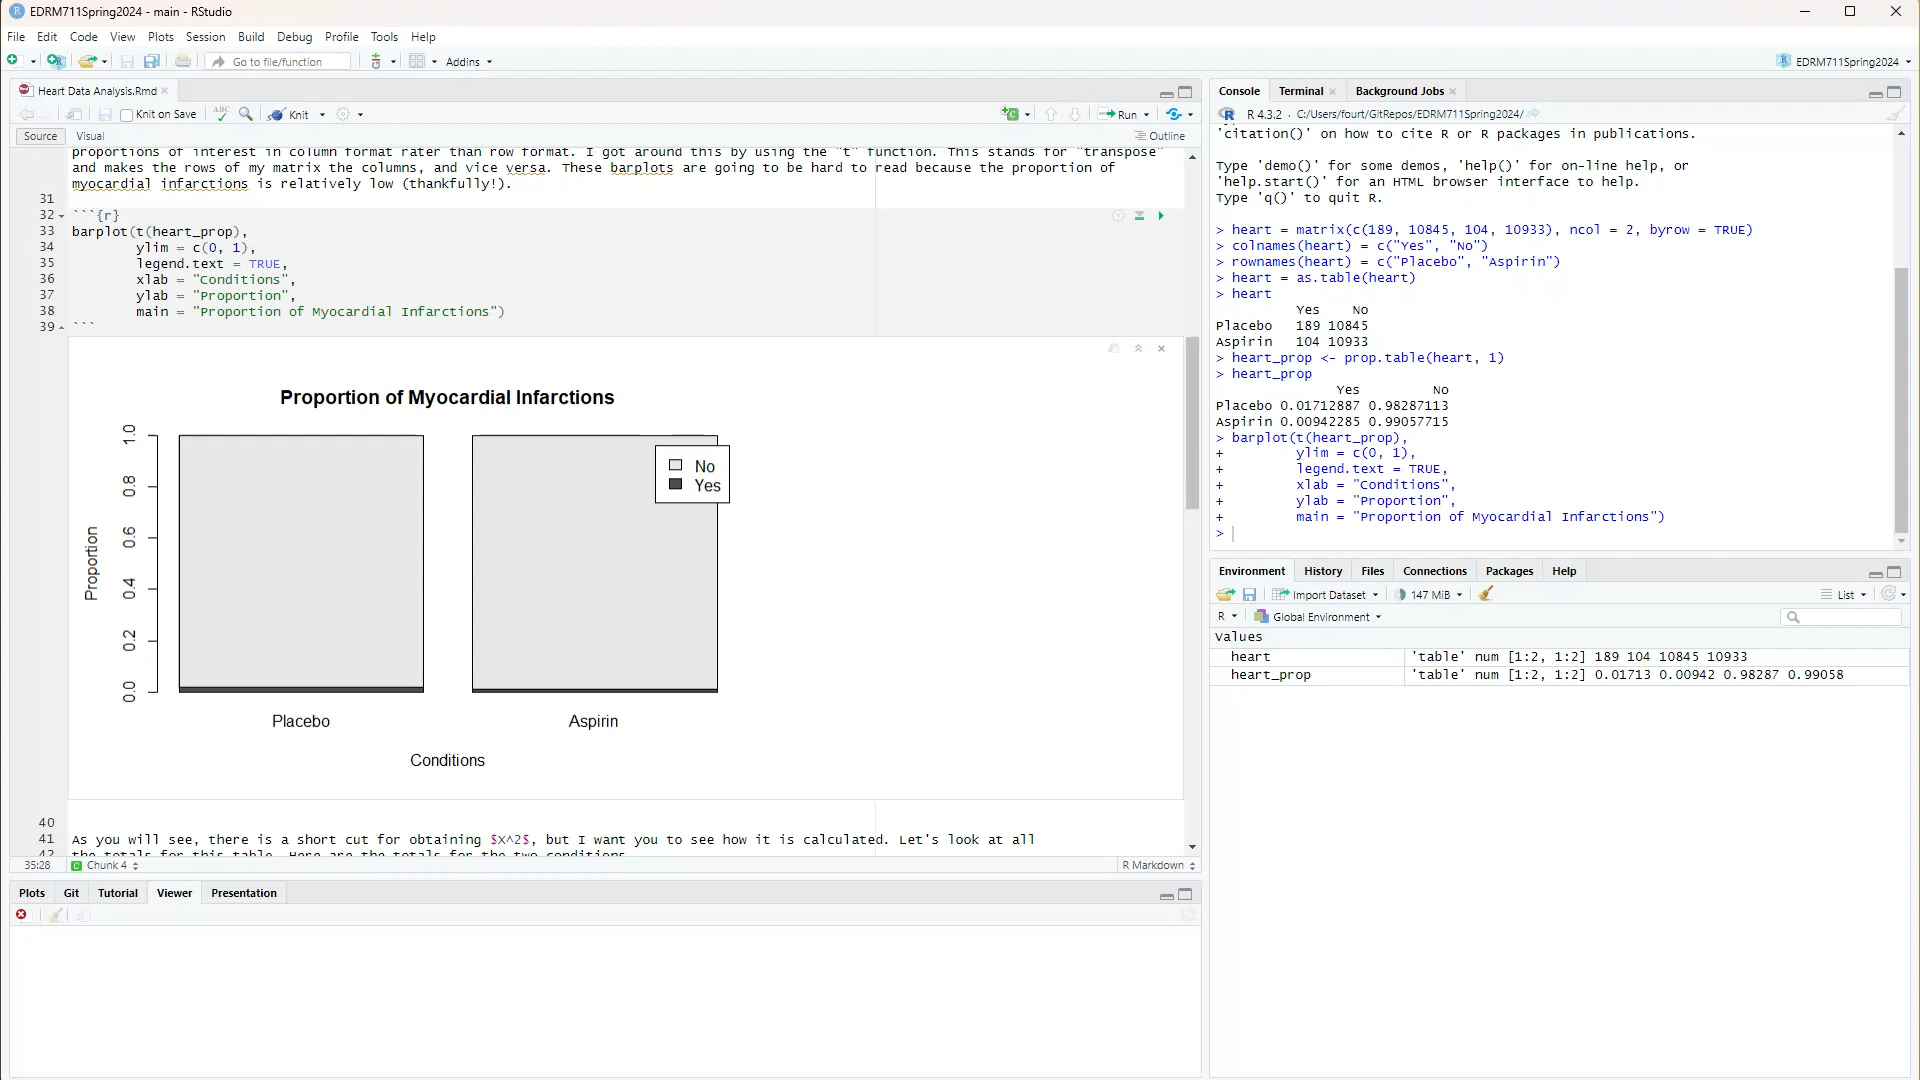 EDRM711Spring2024 - main - RStudio
File Edit Code View Plots Session Build Debug Profile Tools Help
Go to file/function Addins EDRM711Spring2024
Heart Data Analysis.Rmd
Knit on Save ABC Knit Run
Source Visual Outline
proportions of interest in column format rater than row format. I got around this by using the "t" function. This stands for "transpose"
and makes the rows of my matrix the columns, and vice versa. These barplots are going to be hard to read because the proportion of
myocardial infarctions is relatively low (thankfully!).
31
32 ```{r}
33 barplot(t(heart_prop),
34 ylim = c(0, 1),
35 legend.text = TRUE,
36 xlab = "Conditions",
37 ylab = "Proportion",
38 main = "Proportion of Myocardial Infarctions")
39 ```
Proportion of Myocardial Infarctions
Proportion
1.0
0.8
0.6
0.4
0.2
0.0
No
Yes
Placebo Aspirin
Conditions
40
41 As you will see, there is a short cut for obtaining $X^2$, but I want you to see how it is calculated. Let's look at all
42 the totals for this table. Here are the totals for the two conditions
35:28 Chunk 4 R Markdown
Plots Git Tutorial Viewer Presentation
Console Terminal Background Jobs
R 4.3.2 · C:/Users/fourt/GitRepos/EDRM711Spring2024/
'citation()' on how to cite R or R packages in publications.
Type 'demo()' for some demos, 'help()' for on-line help, or
'help.start()' for an HTML browser interface to help.
Type 'q()' to quit R.
> heart = matrix(c(189, 10845, 104, 10933), ncol = 2, byrow = TRUE)
> colnames(heart) = c("Yes", "No")
> rownames(heart) = c("Placebo", "Aspirin")
> heart = as.table(heart)
> heart
Yes No
Placebo 189 10845
Aspirin 104 10933
> heart_prop <- prop.table(heart, 1)
> heart_prop
Yes No
Placebo 0.01712887 0.98287113
Aspirin 0.00942285 0.99057715
> barplot(t(heart_prop),
+ ylim = c(0, 1),
+ legend.text = TRUE,
+ xlab = "Conditions",
+ ylab = "Proportion",
+ main = "Proportion of Myocardial Infarctions")
>
Environment History Files Connections Packages Help
Import Dataset 147 MiB List
R Global Environment
Values
heart 'table' num [1:2, 1:2] 189 104 10845 10933
heart_prop 'table' num [1:2, 1:2] 0.01713 0.00942 0.98287 0.99058